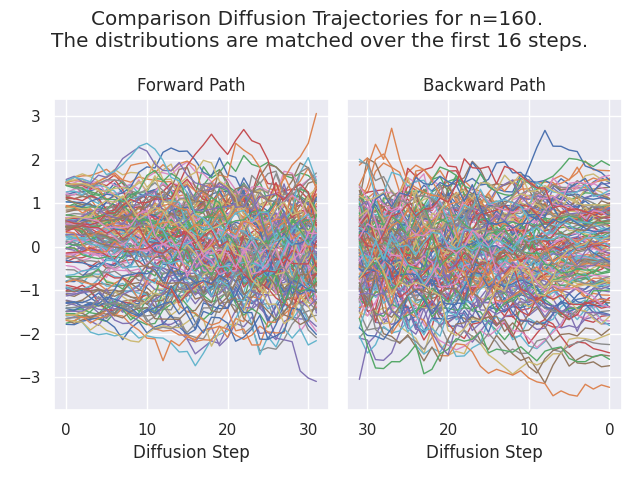 Comparison Diffusion Trajectories for n=160.
The distributions are matched over the first 16 steps.
Forward Path
Backward Path
3
2
1
0
−1
−2
−3
0 10 20 30
30 20 10 0
Diffusion Step
Diffusion Step